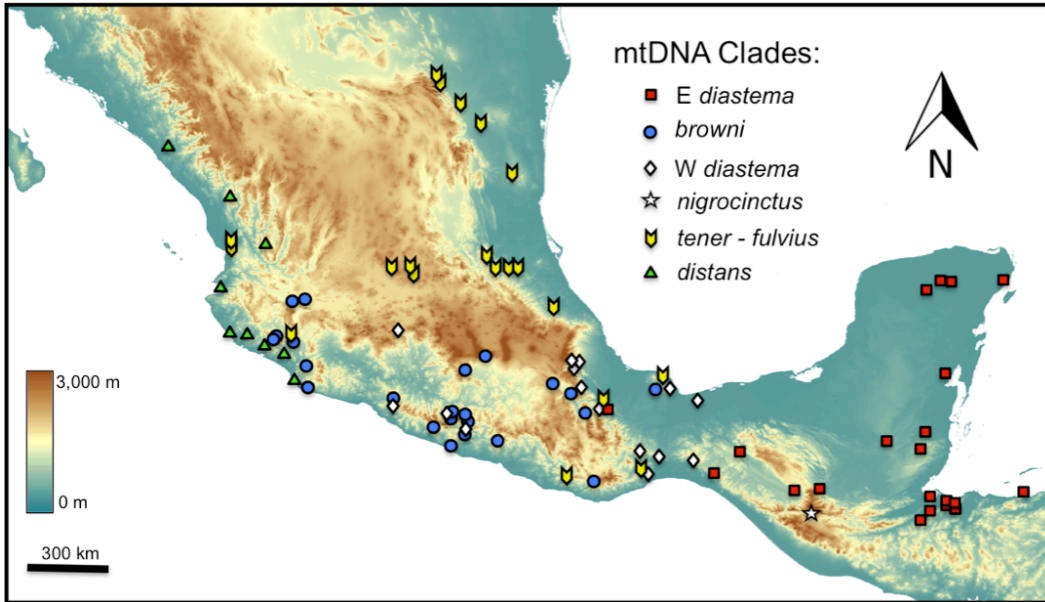 mtDNA Clades:
E diastema
browni
W diastema
nigrocinctus
tener - fulvius
distans
N
3,000 m
0 m
300 km